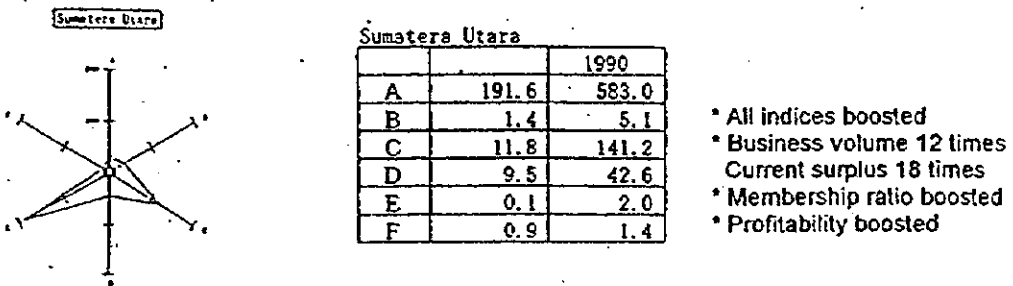 Sumatera Utara
Sumatera Utara
1990
A 191.6 583.0
B 1.4 5.1
C 11.8 141.2
D 9.5 42.6
E 0.1 2.0
F 0.9 1.4
* All indices boosted
* Business volume 12 times
Current surplus 18 times
* Membership ratio boosted
* Profitability boosted